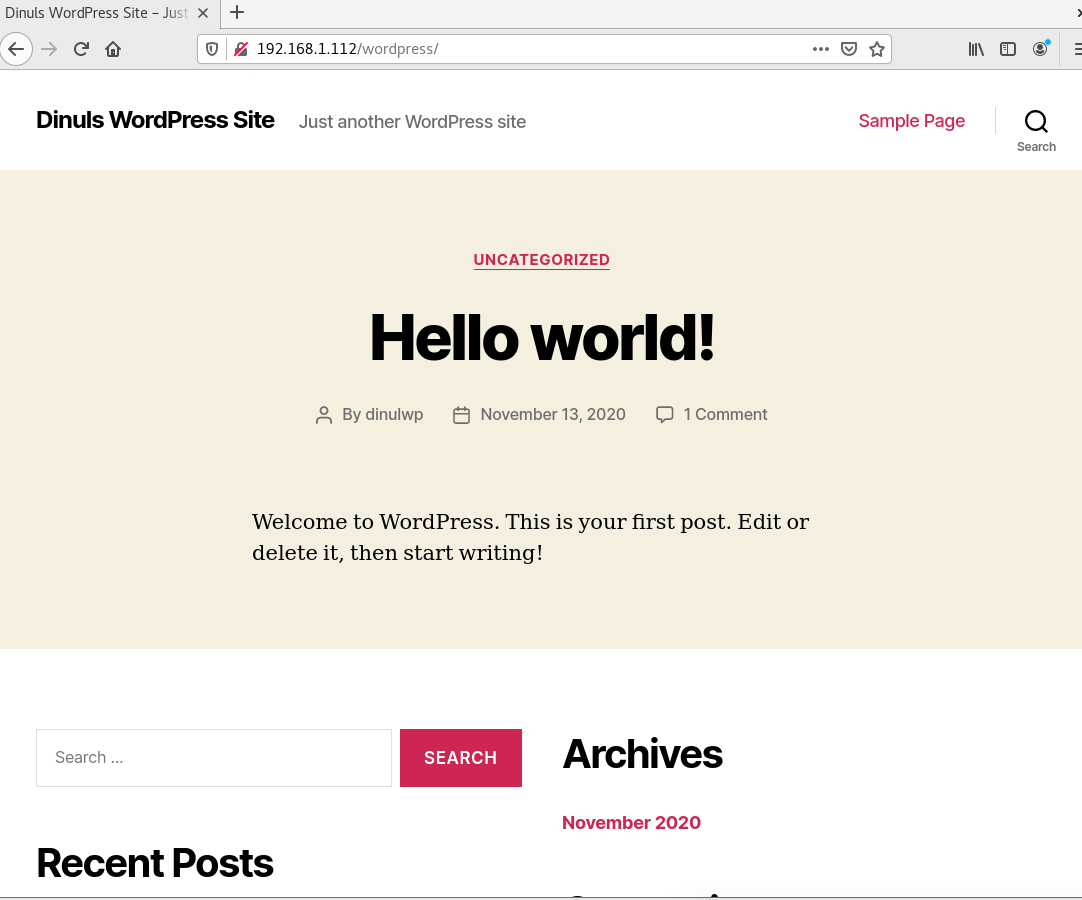 Dinuls WordPress Site – Just
192.168.1.112/wordpress/
Dinuls WordPress Site Just another WordPress site Sample Page
Search
UNCATEGORIZED
Hello world!
By dinulwp November 13, 2020 1 Comment
Welcome to WordPress. This is your first post. Edit or
delete it, then start writing!
Search … SEARCH Archives
November 2020
Recent Posts